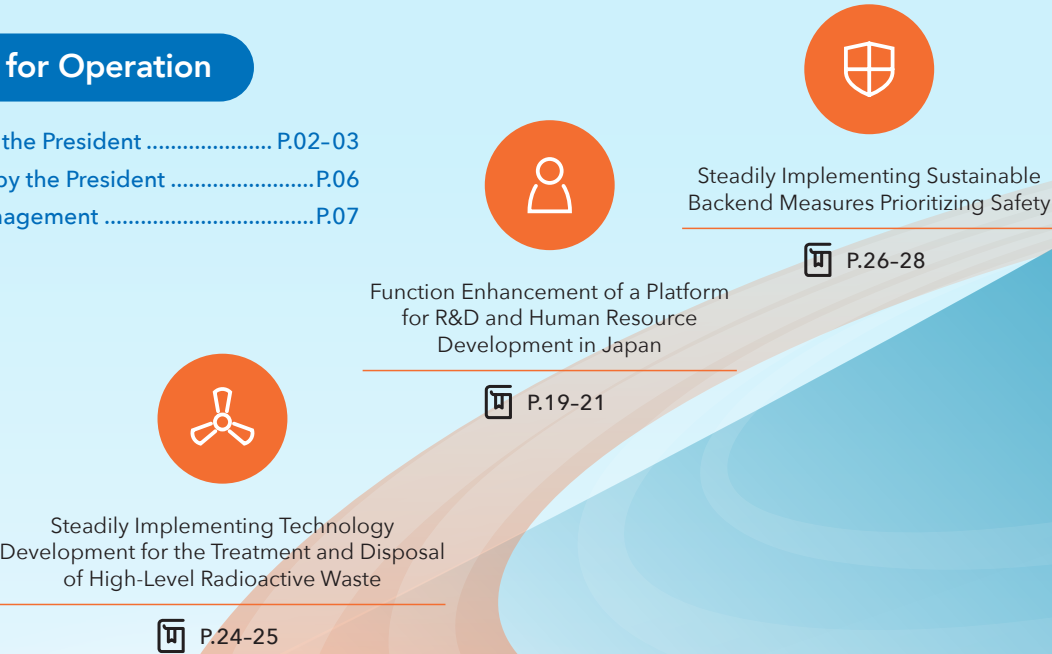 for Operation
the President ..................... P.02–03
by the President ........................P.06
nagement .......................................P.07
Steadily Implementing Sustainable
Backend Measures Prioritizing Safety
P.26–28
Function Enhancement of a Platform
for R&D and Human Resource
Development in Japan
P.19–21
Steadily Implementing Technology
Development for the Treatment and Disposal
of High-Level Radioactive Waste
P.24–25